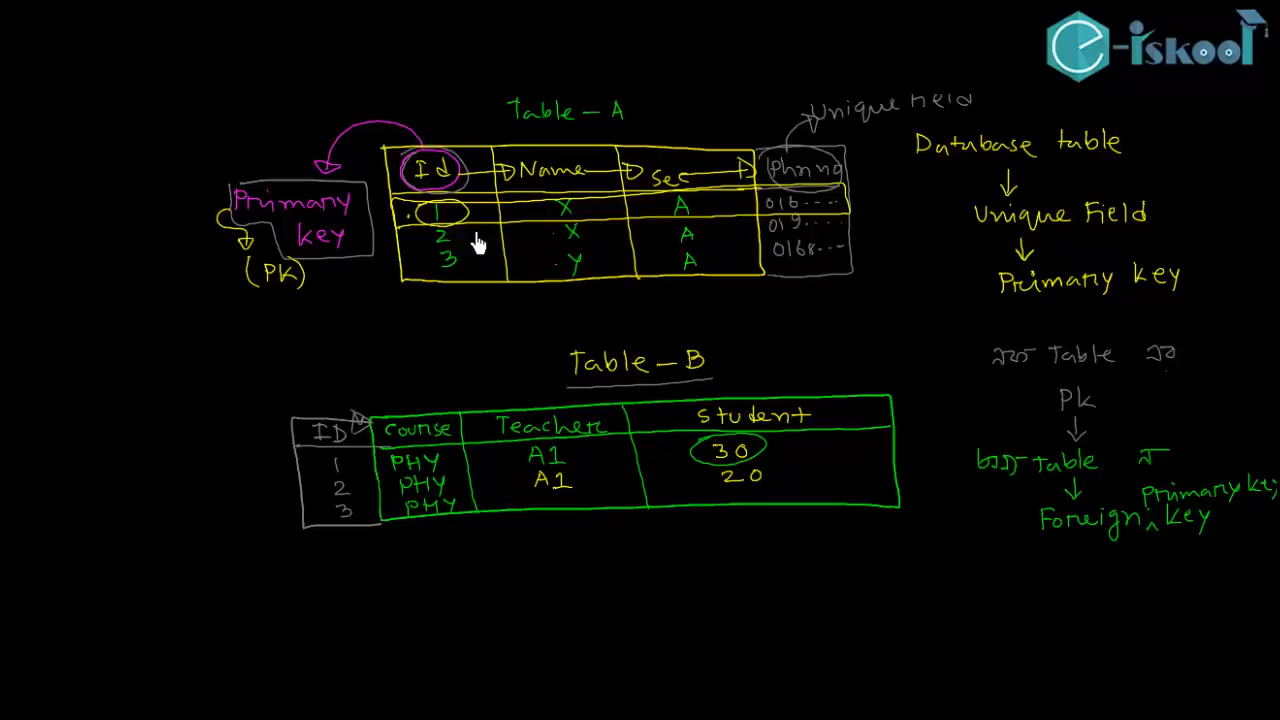 e-iskool
Table - A
Unique Field
Id Name Sec Phn no
1 X A 016.....
2 X A 019.....
3 Y A 0168...
Primary
key
(PK)
Database table
Unique Field
Primary key
Table - B
ID Course Teacher Student
1 PHY A1 30
2 PHY A1 20
3 PHY
Table
PK
Table
Primary key
Foreign ^ key